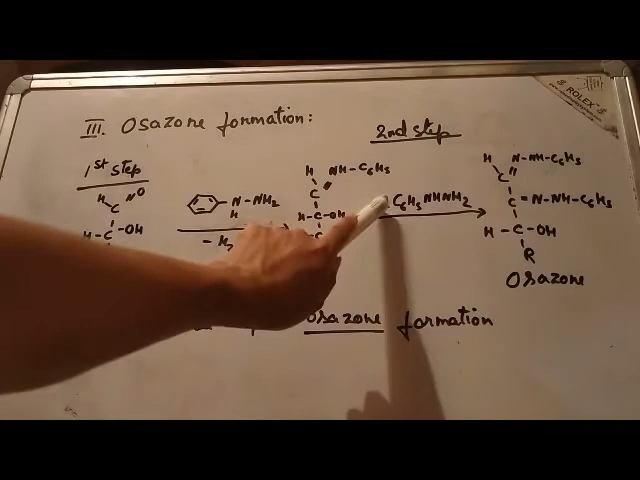 III. Osazone formation:
1st step
2nd step
H C O
H-C-OH
N-NH2
H
H NH-C6H5
C
H-C-OH
C6H5NHNH2
H N-NH-C6H5
C
C=N-NH-C6H5
H-C-OH
R
Osazone
Osazone formation
ROLEX